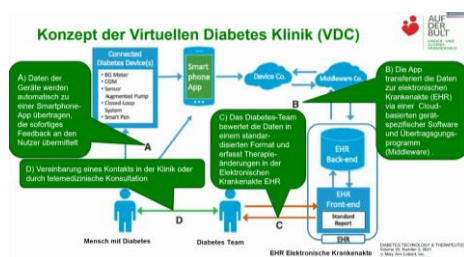 Konzept der Virtuellen Diabetes Klinik (VDC)
AUF
DER
BULT
Connected
Diabetes Device(s)
• BG Meter
• CGM
• Sensor
Augmented Pump
• Closed-Loop
System
• Smart Pen
Smart
phone
App
Device Co.
Middleware Co.
A) Daten der
Geräte werden
automatisch zu
einer Smartphone-
App übertragen,
die sofortiges
Feedback an den
Nutzer übermittelt
A
B
B) Die App
transferiert die Daten zur
elektronischen
Krankenakte (EHR)
via einer Cloud-
basierten gerät-
spezifischer Software
und Übertragungs-
programm
(Middleware) .
C) Das Diabetes-Team
bewertet die Daten in einem
standar-
disierten Format und
erfasst Therapie-
änderungen in der
Elektronischen
Krankenakte EHR
D) Vereinbarung eines Kontakts in der Klinik oder
durch telemedizinische Konsultation
EHR
Back-end
EHR
Front-end
Standard
Report
EHR
D
C
Mensch mit Diabetes
Diabetes Team
EHR Elektronische Krankenakte
DIABETES TECHNOLOGY & THERAPEUTICS
Volume 23, Number 2, 2021